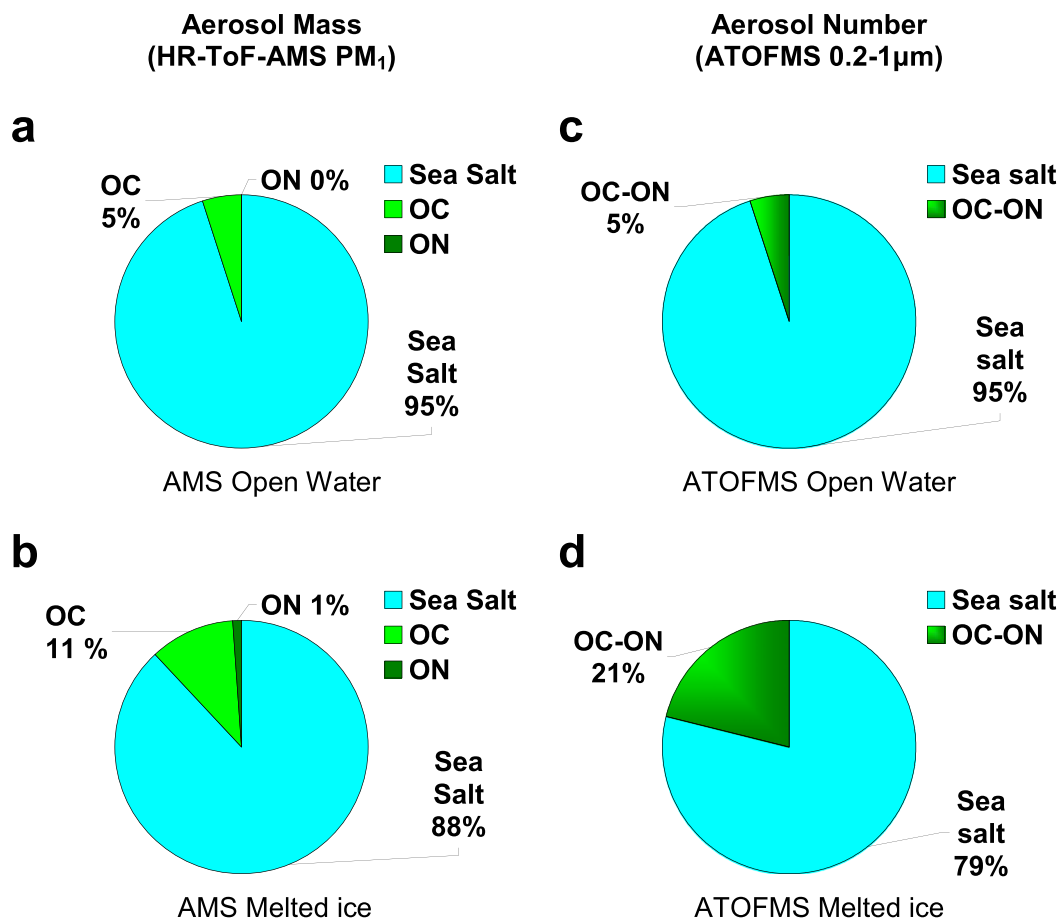 Aerosol Mass
(HR-ToF-AMS PM₁)
Aerosol Number
(ATOFMS 0.2-1µm)
a
OC
5%
ON 0%
Sea Salt
OC
ON
Sea
Salt
95%
AMS Open Water
c
OC-ON
5%
Sea salt
OC-ON
Sea
salt
95%
ATOFMS Open Water
b
OC
11 %
ON 1%
Sea Salt
OC
ON
Sea
Salt
88%
AMS Melted ice
d
OC-ON
21%
Sea salt
OC-ON
Sea
salt
79%
ATOFMS Melted ice